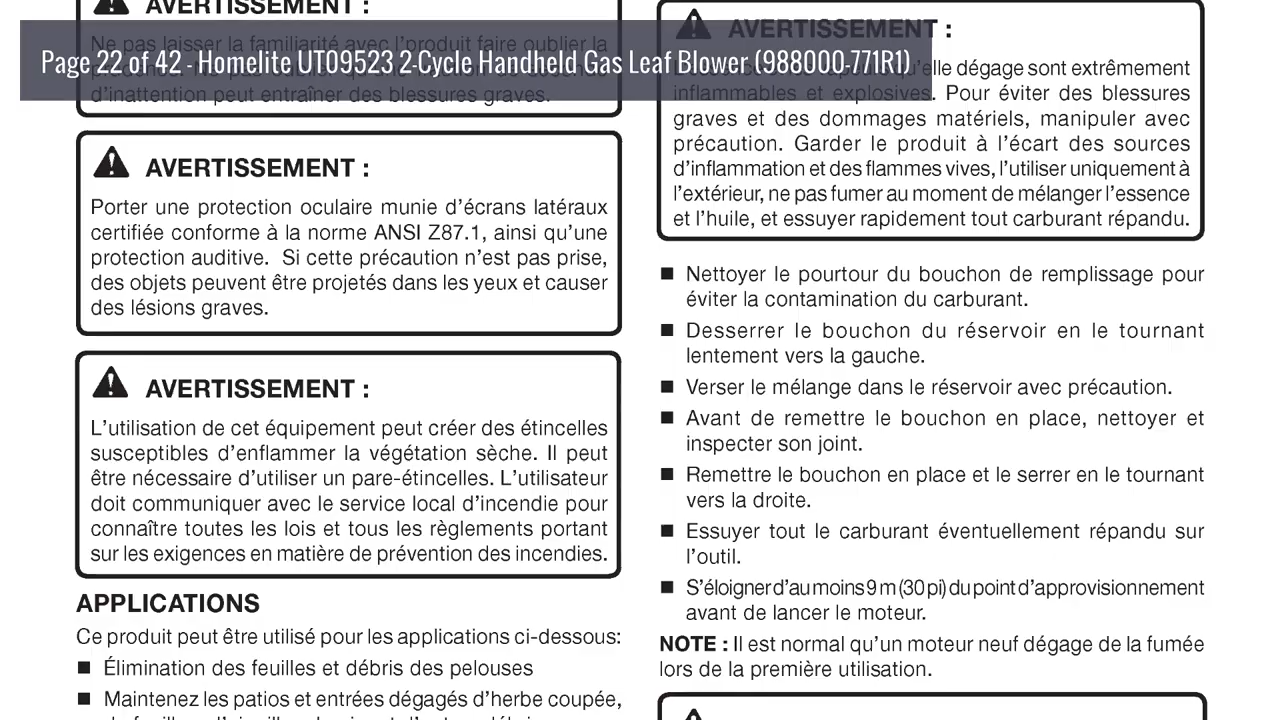 AVERTISSEMENT :
Ne pas laisser la familiarité avec l’produit faire oublier la
d’inattention peut entraîner des blessures graves.
Page 22 of 42 - Homelite UT09523 2-Cycle Handheld Gas Leaf Blower (988000-771R1)
AVERTISSEMENT :
Porter une protection oculaire munie d’écrans latéraux
certifiée conforme à la norme ANSI Z87.1, ainsi qu’une
protection auditive. Si cette précaution n’est pas prise,
des objets peuvent être projetés dans les yeux et causer
des lésions graves.
AVERTISSEMENT :
L’utilisation de cet équipement peut créer des étincelles
susceptibles d’enflammer la végétation sèche. Il peut
être nécessaire d’utiliser un pare-étincelles. L’utilisateur
doit communiquer avec le service local d’incendie pour
connaître toutes les lois et tous les règlements portant
sur les exigences en matière de prévention des incendies.
APPLICATIONS
Ce produit peut être utilisé pour les applications ci-dessous:
■ Élimination des feuilles et débris des pelouses
■ Maintenez les patios et entrées dégagés d’herbe coupée,
AVERTISSEMENT :
qu’elle dégage sont extrêmement
inflammables et explosives. Pour éviter des blessures
graves et des dommages matériels, manipuler avec
précaution. Garder le produit à l’écart des sources
d’inflammation et des flammes vives, l’utiliser uniquement à
l’extérieur, ne pas fumer au moment de mélanger l’essence
et l’huile, et essuyer rapidement tout carburant répandu.
■ Nettoyer le pourtour du bouchon de remplissage pour
éviter la contamination du carburant.
■ Desserrer le bouchon du réservoir en le tournant
lentement vers la gauche.
■ Verser le mélange dans le réservoir avec précaution.
■ Avant de remettre le bouchon en place, nettoyer et
inspecter son joint.
■ Remettre le bouchon en place et le serrer en le tournant
vers la droite.
■ Essuyer tout le carburant éventuellement répandu sur
l’outil.
■ S’éloigner d’au moins 9 m (30 pi) du point d’approvisionnement
avant de lancer le moteur.
NOTE : Il est normal qu’un moteur neuf dégage de la fumée
lors de la première utilisation.